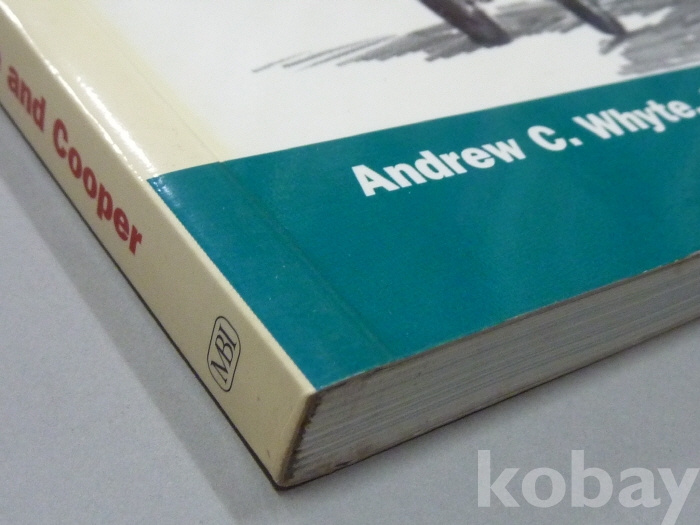 and Cooper
Andrew C. Whyte
MBI
kobay